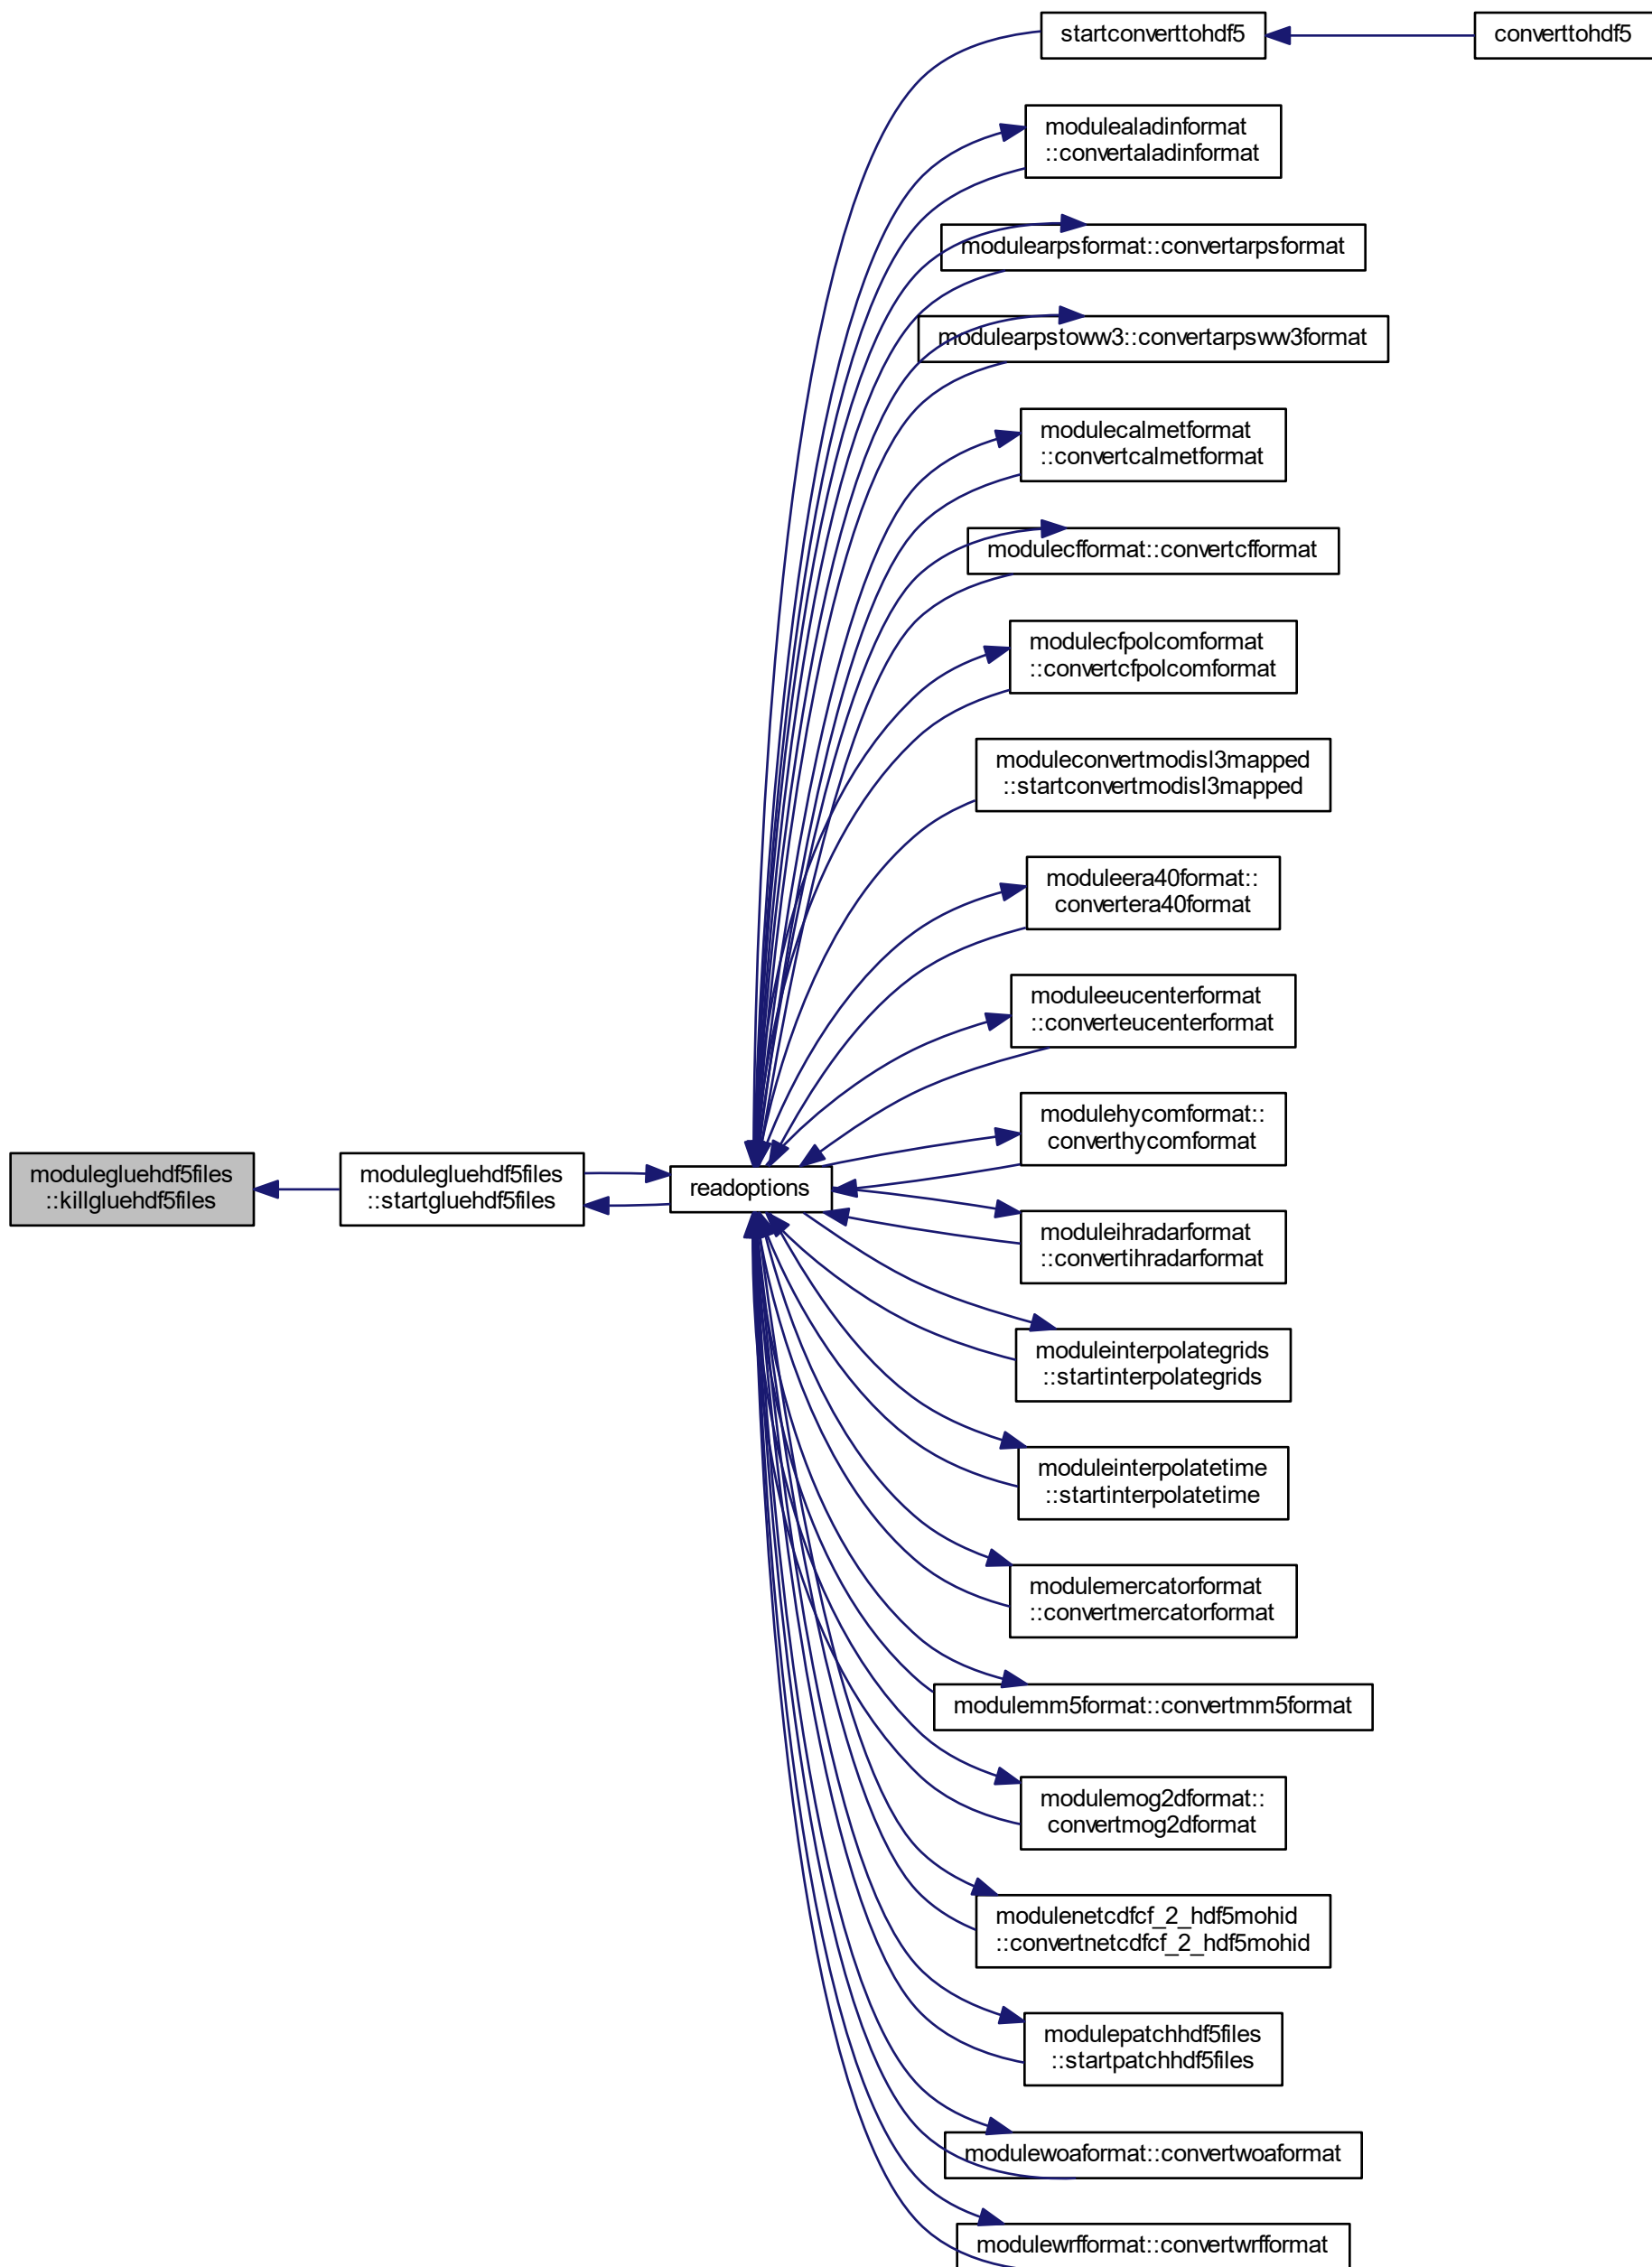 startconverttohdf5
converttohdf5
modulealadinformat
::convertaladinformat
modulearpsformat::convertarpsformat
modulearpstoww3::convertarpsww3format
modulecalmetformat
::convertcalmetformat
modulecfformat::convertcfformat
modulecfpolcomformat
::convertcfpolcomformat
moduleconvertmodisl3mapped
::startconvertmodisl3mapped
moduleera40format::
convertera40format
moduleeucenterformat
::converteucenterformat
modulehycomformat::
converthycomformat
modulegluehdf5files
::killgluehdf5files
modulegluehdf5files
::startgluehdf5files
readoptions
moduleihradarformat
::convertihradarformat
moduleinterpolategrids
::startinterpolategrids
moduleinterpolatetime
::startinterpolatetime
modulemercatorformat
::convertmercatorformat
modulemm5format::convertmm5format
modulemog2dformat::
convertmog2dformat
modulenetcdfcf_2_hdf5mohid
::convertnetcdfcf_2_hdf5mohid
modulepatchhdf5files
::startpatchhdf5files
modulewoaformat::convertwoaformat
modulewrfformat::convertwrfformat